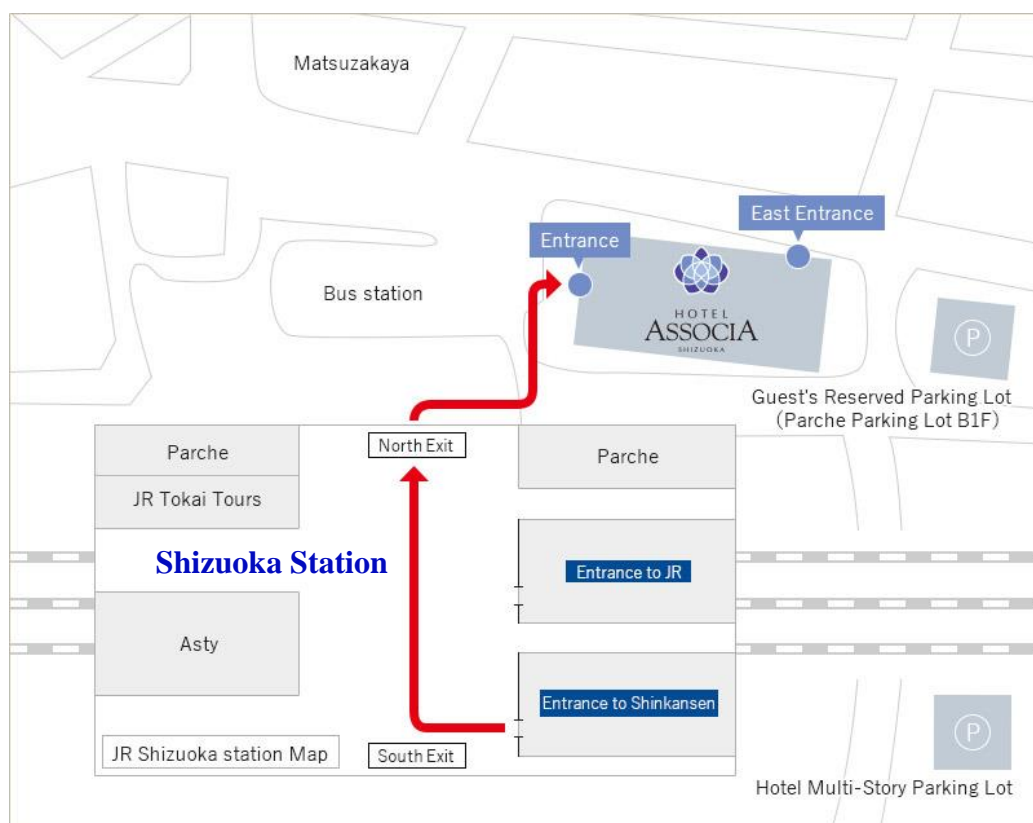 Matsuzakaya
East Entrance
Entrance
Bus station
HOTEL
ASSOCIA
SHIZUOKA
P
Guest's Reserved Parking Lot
(Parche Parking Lot B1F)
North Exit
Parche
Parche
JR Tokai Tours
Shizuoka Station
Entrance to JR
Asty
Entrance to Shinkansen
P
JR Shizuoka station Map
South Exit
Hotel Multi-Story Parking Lot